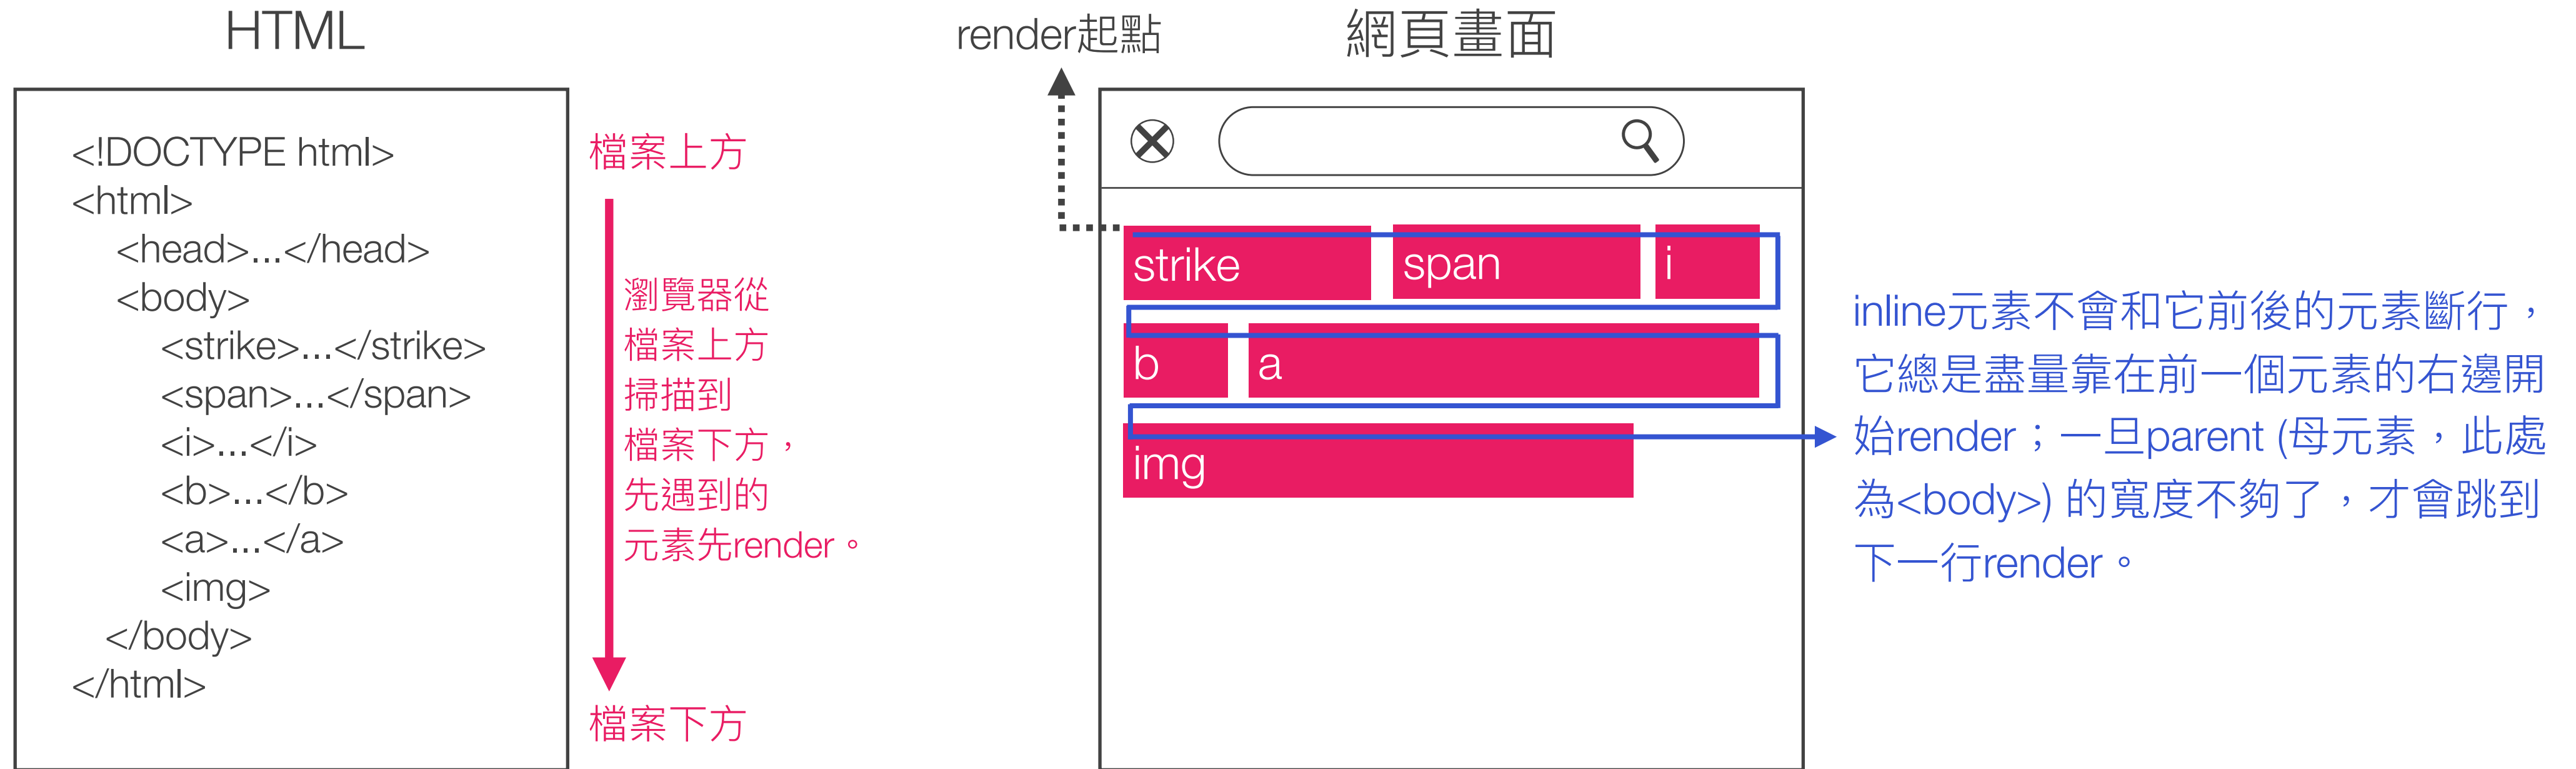 HTML
<!DOCTYPE html>
<html>
<head>...</head>
<body>
<strike>...</strike>
<span>...</span>
<i>...</i>
<b>...</b>
<a>...</a>
<img>
</body>
</html>
檔案上方
瀏覽器從
檔案上方
掃描到
檔案下方，
先遇到的
元素先render。
檔案下方
render起點
網頁畫面
strike span i
b a
img
inline元素不會和它前後的元素斷行，
它總是盡量靠在前一個元素的右邊開
始render；一旦parent (母元素，此處
為<body>) 的寬度不夠了，才會跳到
下一行render。